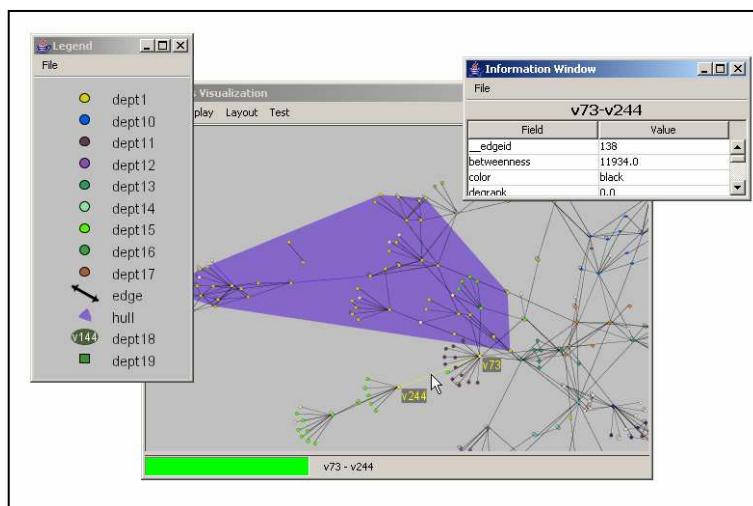 Legend
File
dept1
dept10
dept11
dept12
dept13
dept14
dept15
dept16
dept17
edge
hull
v144 dept18
dept19
s Visualization
play Layout Test
Information Window
File
v73-v244
Field Value
__edgeid 138
betweenness 11934.0
color black
degrank 0.0
v73
v244
v73 - v244